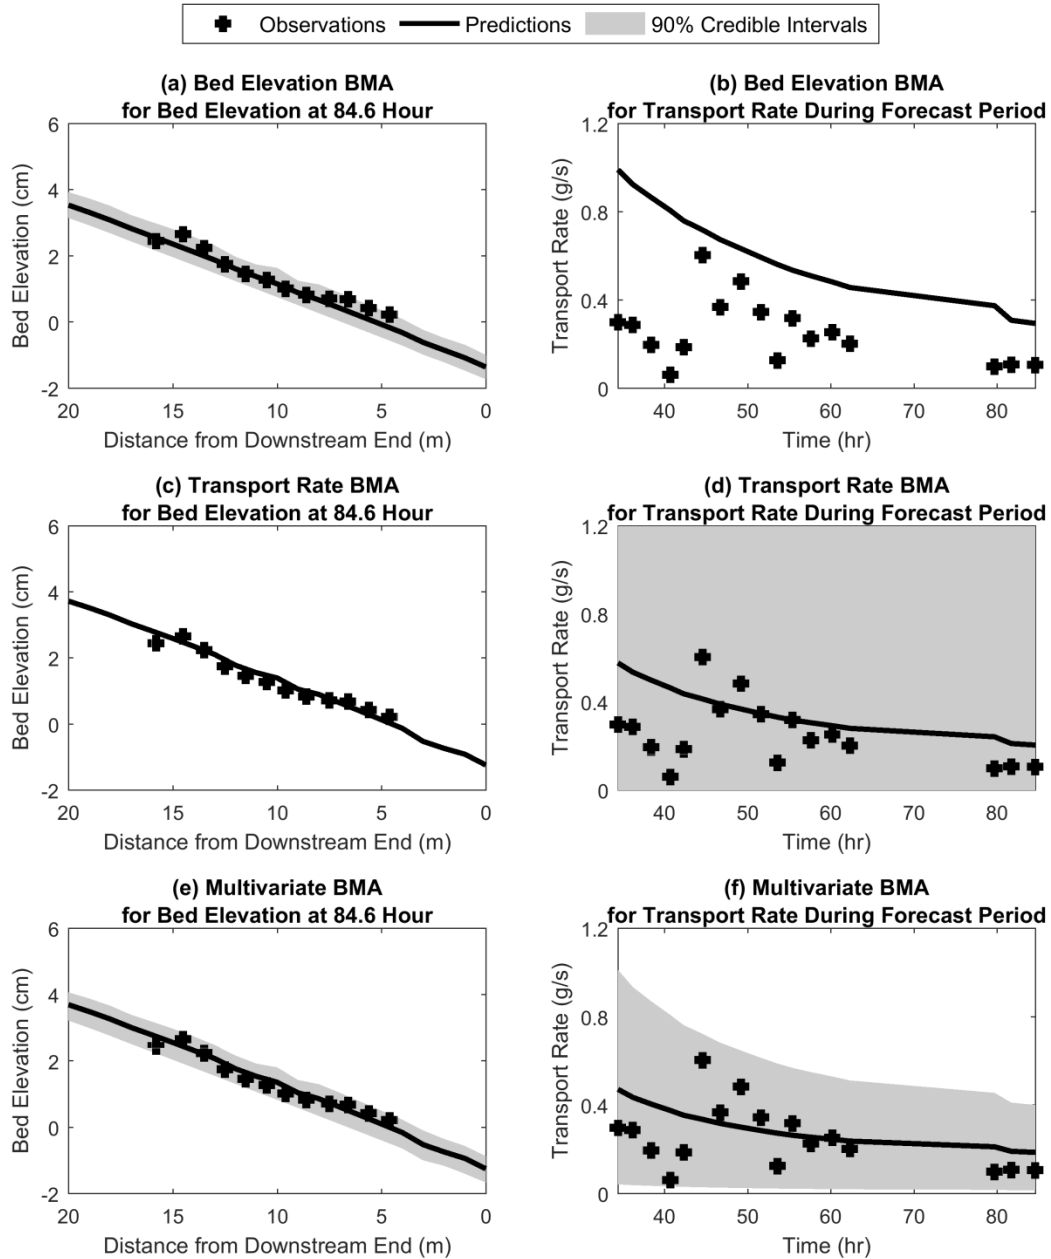 Observations Predictions 90% Credible Intervals
(a) Bed Elevation BMA
for Bed Elevation at 84.6 Hour
6
4
2
0
-2
Bed Elevation (cm)
20 15 10 5 0
Distance from Downstream End (m)
(b) Bed Elevation BMA
for Transport Rate During Forecast Period
1.2
0.8
0.4
0
Transport Rate (g/s)
40 50 60 70 80
Time (hr)
(c) Transport Rate BMA
for Bed Elevation at 84.6 Hour
6
4
2
0
-2
Bed Elevation (cm)
20 15 10 5 0
Distance from Downstream End (m)
(d) Transport Rate BMA
for Transport Rate During Forecast Period
1.2
0.8
0.4
0
Transport Rate (g/s)
40 50 60 70 80
Time (hr)
(e) Multivariate BMA
for Bed Elevation at 84.6 Hour
6
4
2
0
-2
Bed Elevation (cm)
20 15 10 5 0
Distance from Downstream End (m)
(f) Multivariate BMA
for Transport Rate During Forecast Period
1.2
0.8
0.4
0
Transport Rate (g/s)
40 50 60 70 80
Time (hr)